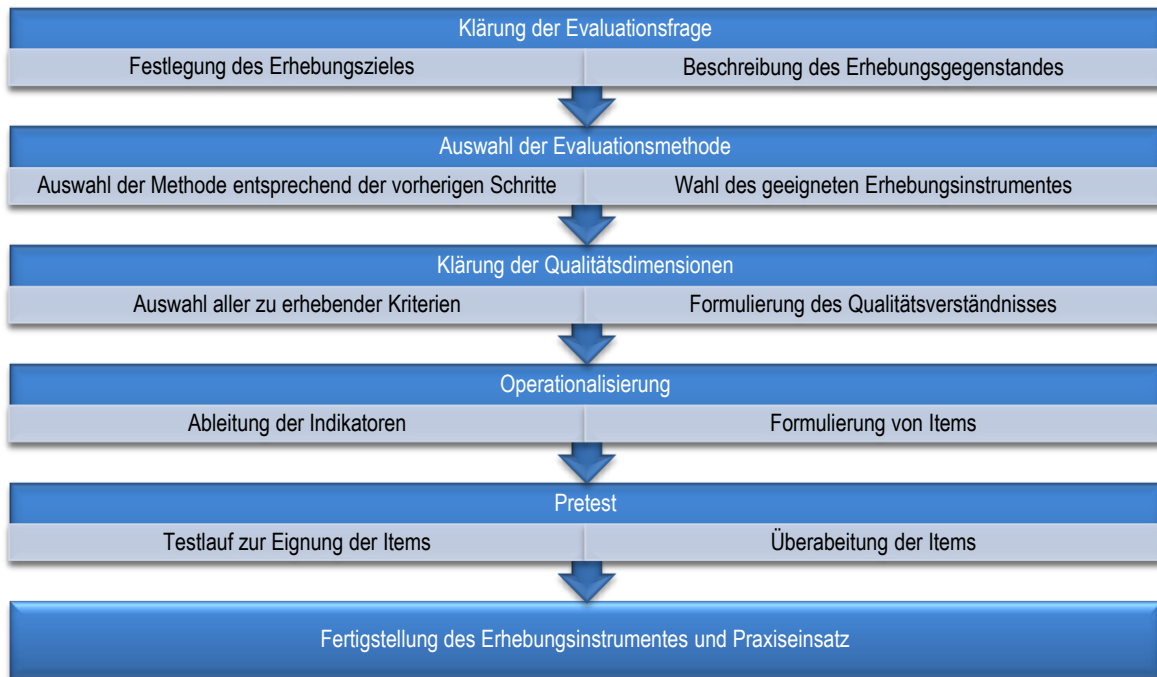 Klärung der Evaluationsfrage
Festlegung des Erhebungszieles
Beschreibung des Erhebungsgegenstandes
Auswahl der Evaluationsmethode
Auswahl der Methode entsprechend der vorherigen Schritte
Wahl des geeigneten Erhebungsinstrumentes
Klärung der Qualitätsdimensionen
Auswahl aller zu erhebender Kriterien
Formulierung des Qualitätsverständnisses
Operationalisierung
Ableitung der Indikatoren
Formulierung von Items
Pretest
Testlauf zur Eignung der Items
Überabeitung der Items
Fertigstellung des Erhebungsinstrumentes und Praxiseinsatz